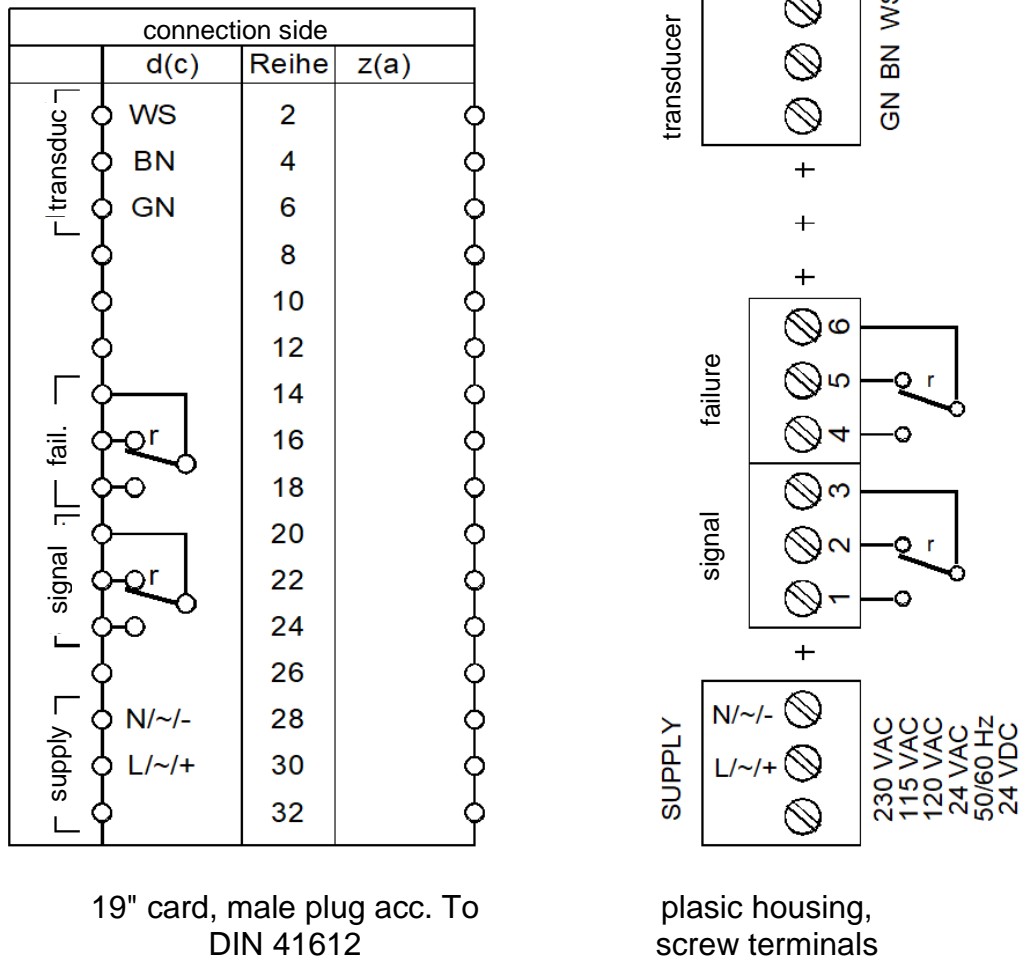 connection side
d(c) Reihe z(a)
transduc
WS 2
BN 4
GN 6
8
10
12
fail.
14
r 16
18
signal
20
r 22
24
26
supply
N/~/- 28
L/~/+ 30
32
19" card, male plug acc. To
DIN 41612
transducer
GN BN WS
failure
6
5 r
4
signal
3
2 r
1
SUPPLY
N/~/-
L/~/+
230 VAC
115 VAC
120 VAC
24 VAC
50/60 Hz
24 VDC
plasic housing,
screw terminals